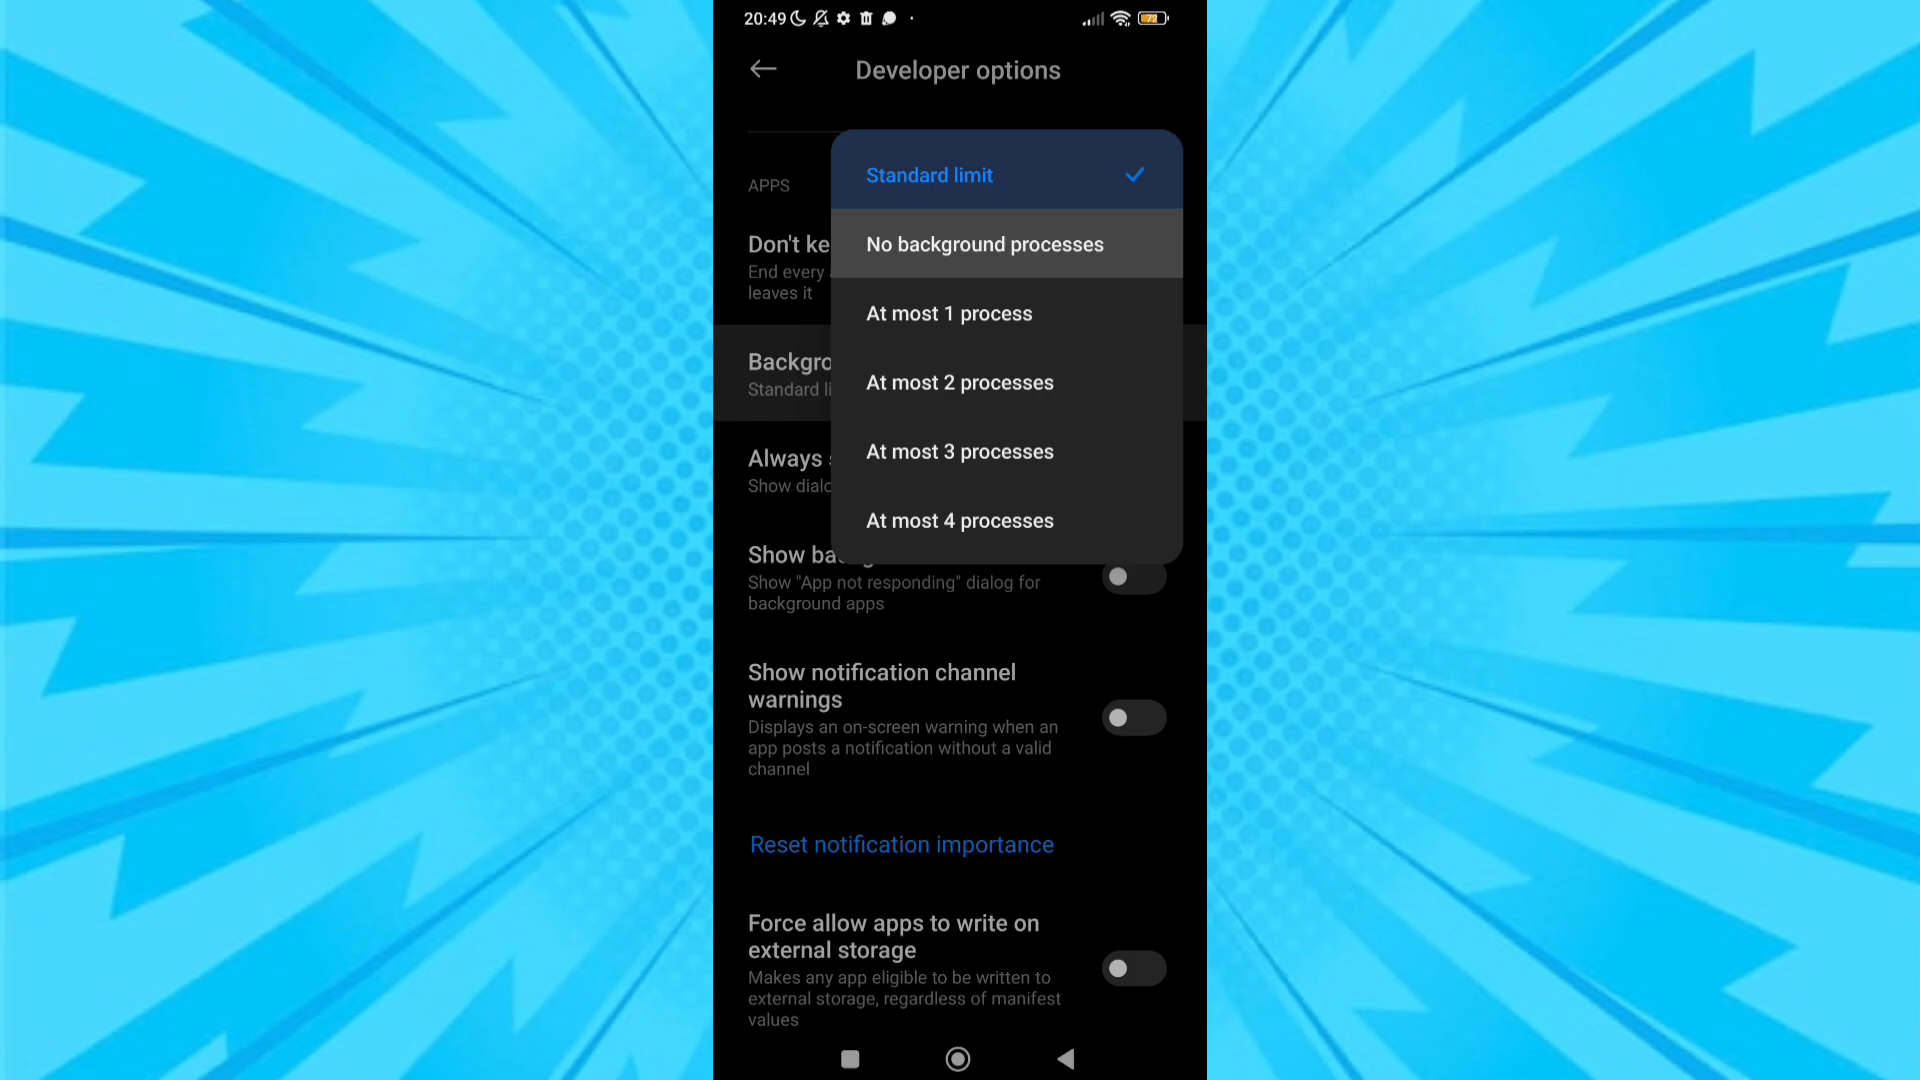 20:49
72
Developer options
APPS
Standard limit
No background processes
At most 1 process
At most 2 processes
At most 3 processes
At most 4 processes
Don't ke
End every
leaves it
Backgro
Standard li
Always
Show dialo
Show ba
Show "App not responding" dialog for
background apps
Show notification channel
warnings
Displays an on-screen warning when an
app posts a notification without a valid
channel
Reset notification importance
Force allow apps to write on
external storage
Makes any app eligible to be written to
external storage, regardless of manifest
values